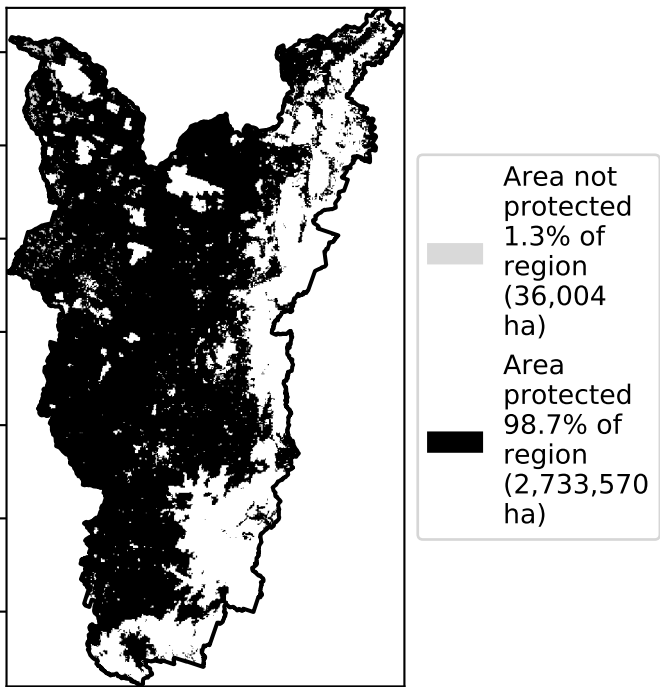 Area not
protected
1.3% of
region
(36,004
ha)
Area
protected
98.7% of
region
(2,733,570
ha)